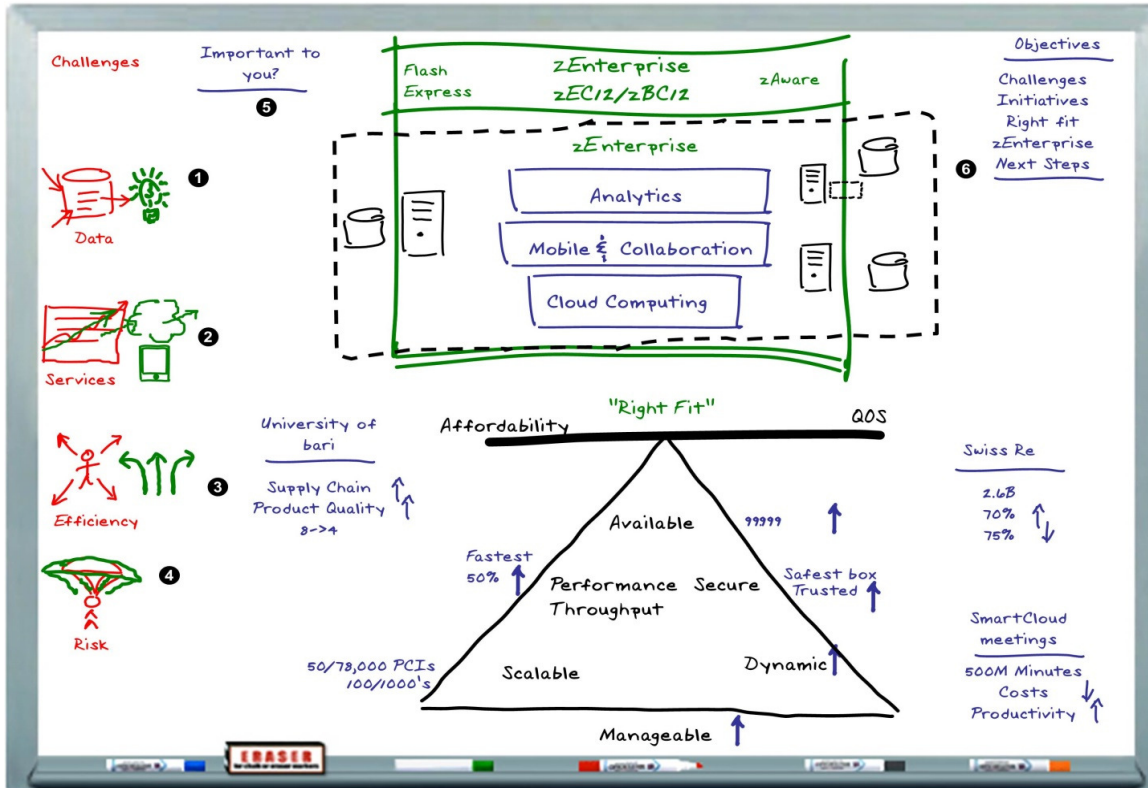 Challenges
Important to
you?
5
Flash
Express
zEnterprise
zEC12/zBC12
zAware
Objectives
Challenges
Initiatives
Right fit
zEnterprise
Next Steps
6
zEnterprise
Analytics
Mobile & Collaboration
Cloud Computing
1
Data
2
Services
3
Efficiency
4
Risk
University of
bari
Supply Chain
Product Quality
8->4
"Right Fit"
Affordability
QOS
Available
99999
Fastest
50%
Performance
Throughput
Secure
Safest box
Trusted
50/78,000 PCIs
100/1000's
Scalable
Dynamic
Manageable
Swiss Re
2.6B
70%
75%
SmartCloud
meetings
500M Minutes
Costs
Productivity
ERASER